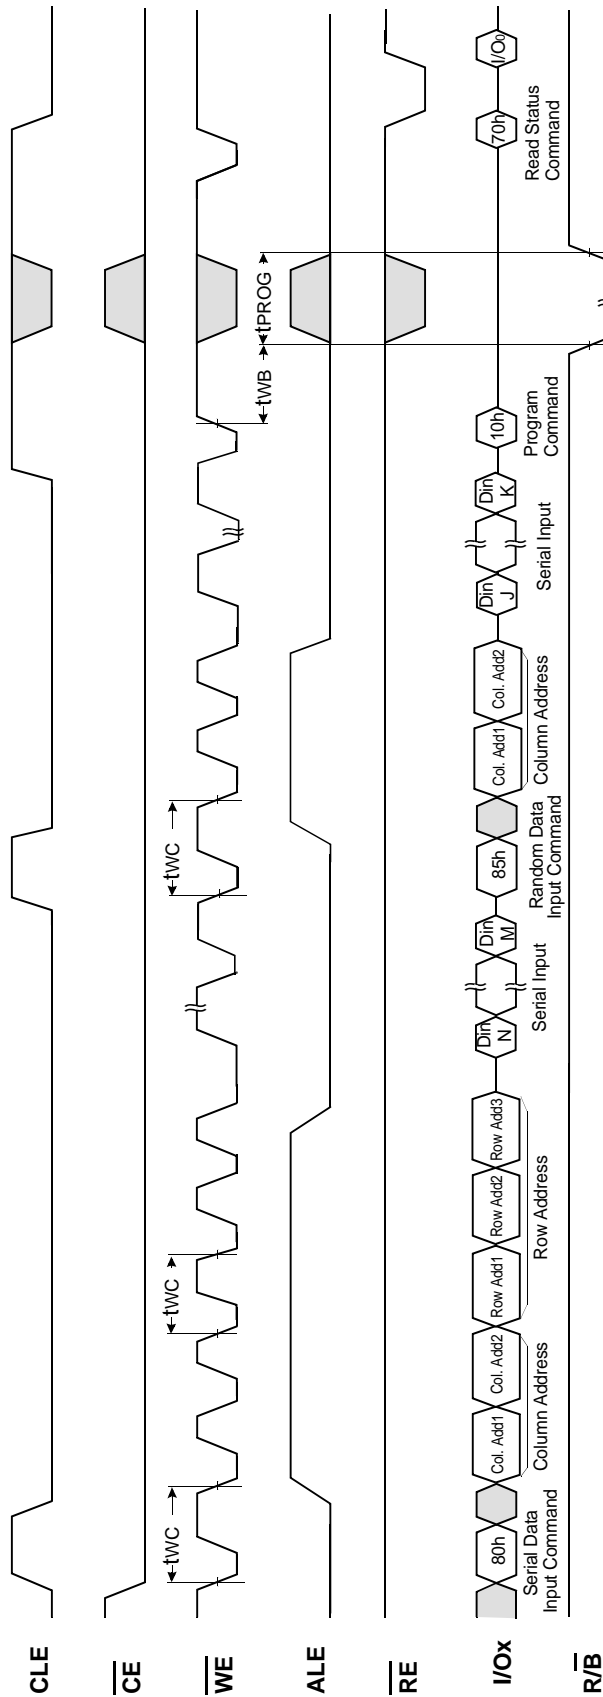 CLE
CE
WE
tWC
tWC
tWC
tWB
tPROG
ALE
RE
I/Ox
80h
Col. Add1
Col. Add2
Row Add1
Row Add2
Row Add3
Din
N
Din
M
85h
Col. Add1
Col. Add2
Din
J
Din
K
10h
70h
I/O0
Serial Data
Input Command
Column Address
Row Address
Serial Input
Random Data
Input Command
Column Address
Serial Input
Program
Command
Read Status
Command
R/B